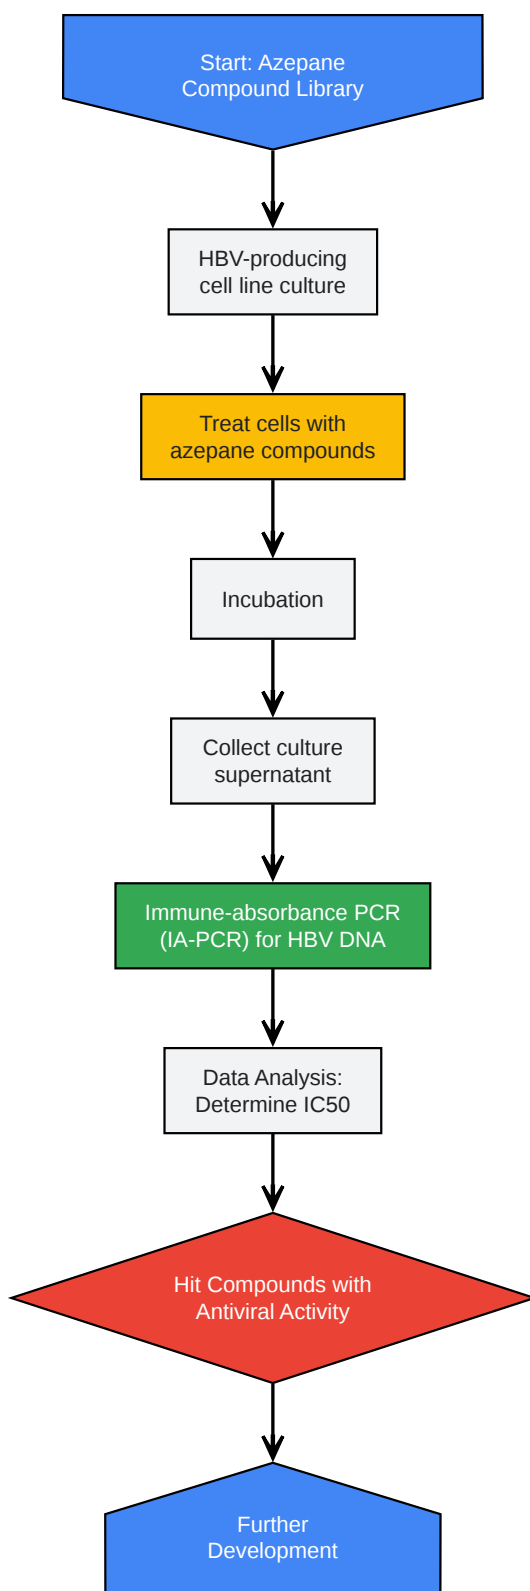 Start: Azepane
Compound Library
HBV-producing
cell line culture
Treat cells with
azepane compounds
Incubation
Collect culture
supernatant
Immune-absorbance PCR
(IA-PCR) for HBV DNA
Data Analysis:
Determine IC50
Hit Compounds with
Antiviral Activity
Further
Development